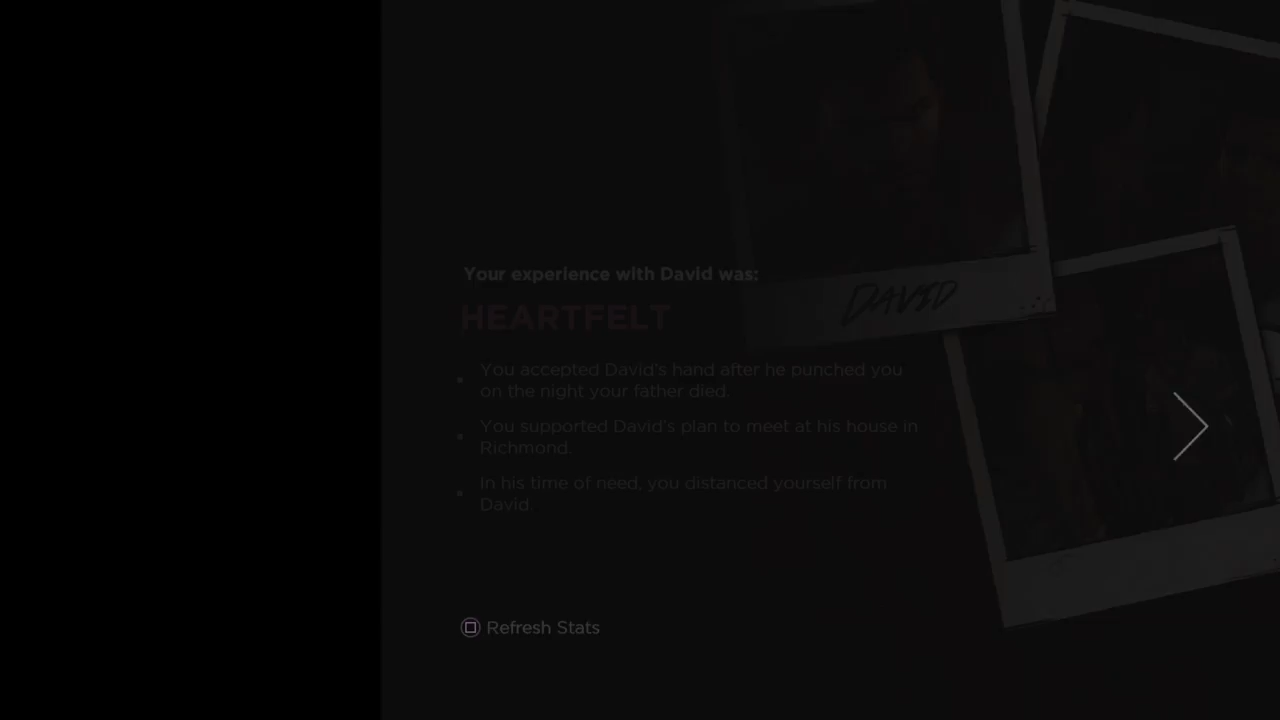 Your experience with David was:
HEARTFELT
DAVID
You accepted David's hand after he punched you
on the night your father died.
You supported David's plan to meet at his house in
Richmond.
In his time of need, you distanced yourself from
David.
Refresh Stats